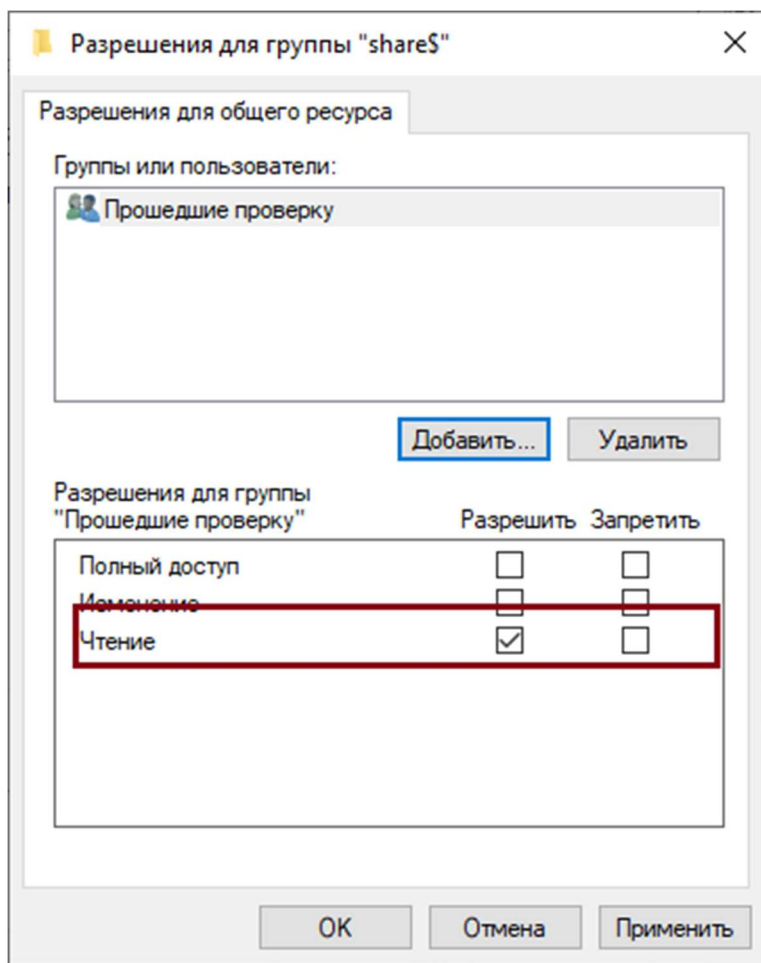 Разрешения для группы "share$"
Разрешения для общего ресурса
Группы или пользователи:
Прошедшие проверку
Добавить...
Удалить
Разрешения для группы
"Прошедшие проверку"
Разрешить
Запретить
Полный доступ
Изменение
Чтение
OK
Отмена
Применить